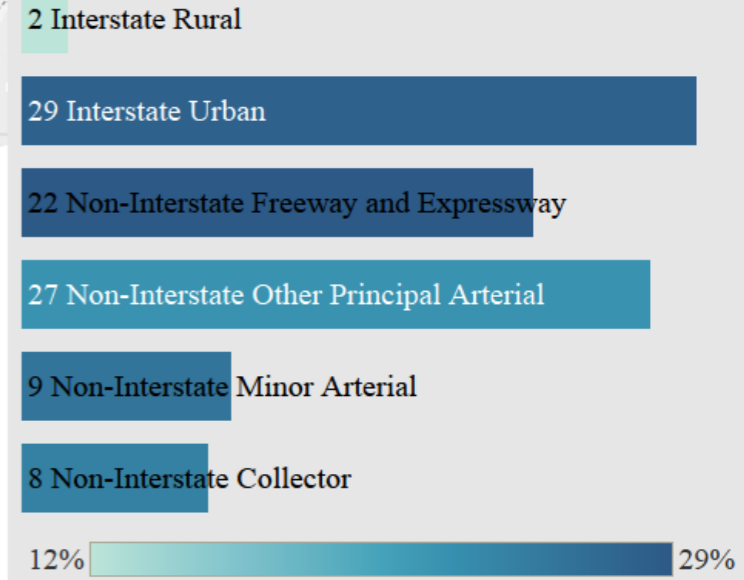 2 Interstate Rural
29 Interstate Urban
22 Non-Interstate Freeway and Expressway
27 Non-Interstate Other Principal Arterial
9 Non-Interstate Minor Arterial
8 Non-Interstate Collector
12% 29%